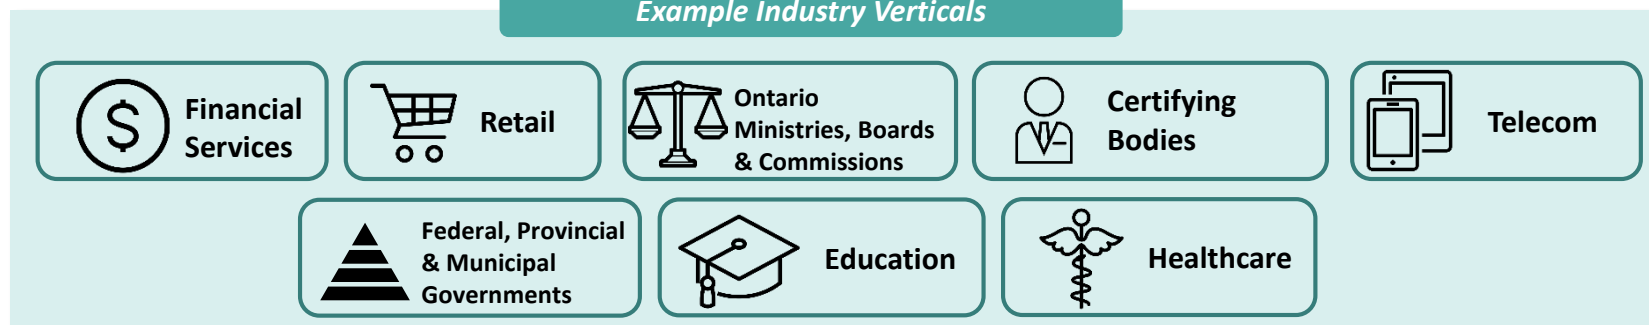 Example Industry Verticals
Financial
Services
Retail
Ontario
Ministries, Boards
& Commissions
Certifying
Bodies
Telecom
Federal, Provincial
& Municipal
Governments
Education
Healthcare